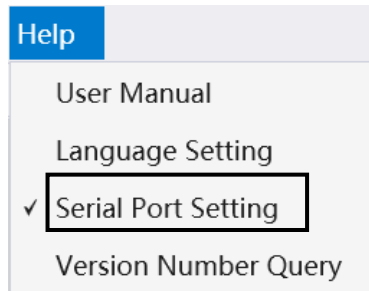 Help
User Manual
Language Setting
✓ Serial Port Setting
Version Number Query